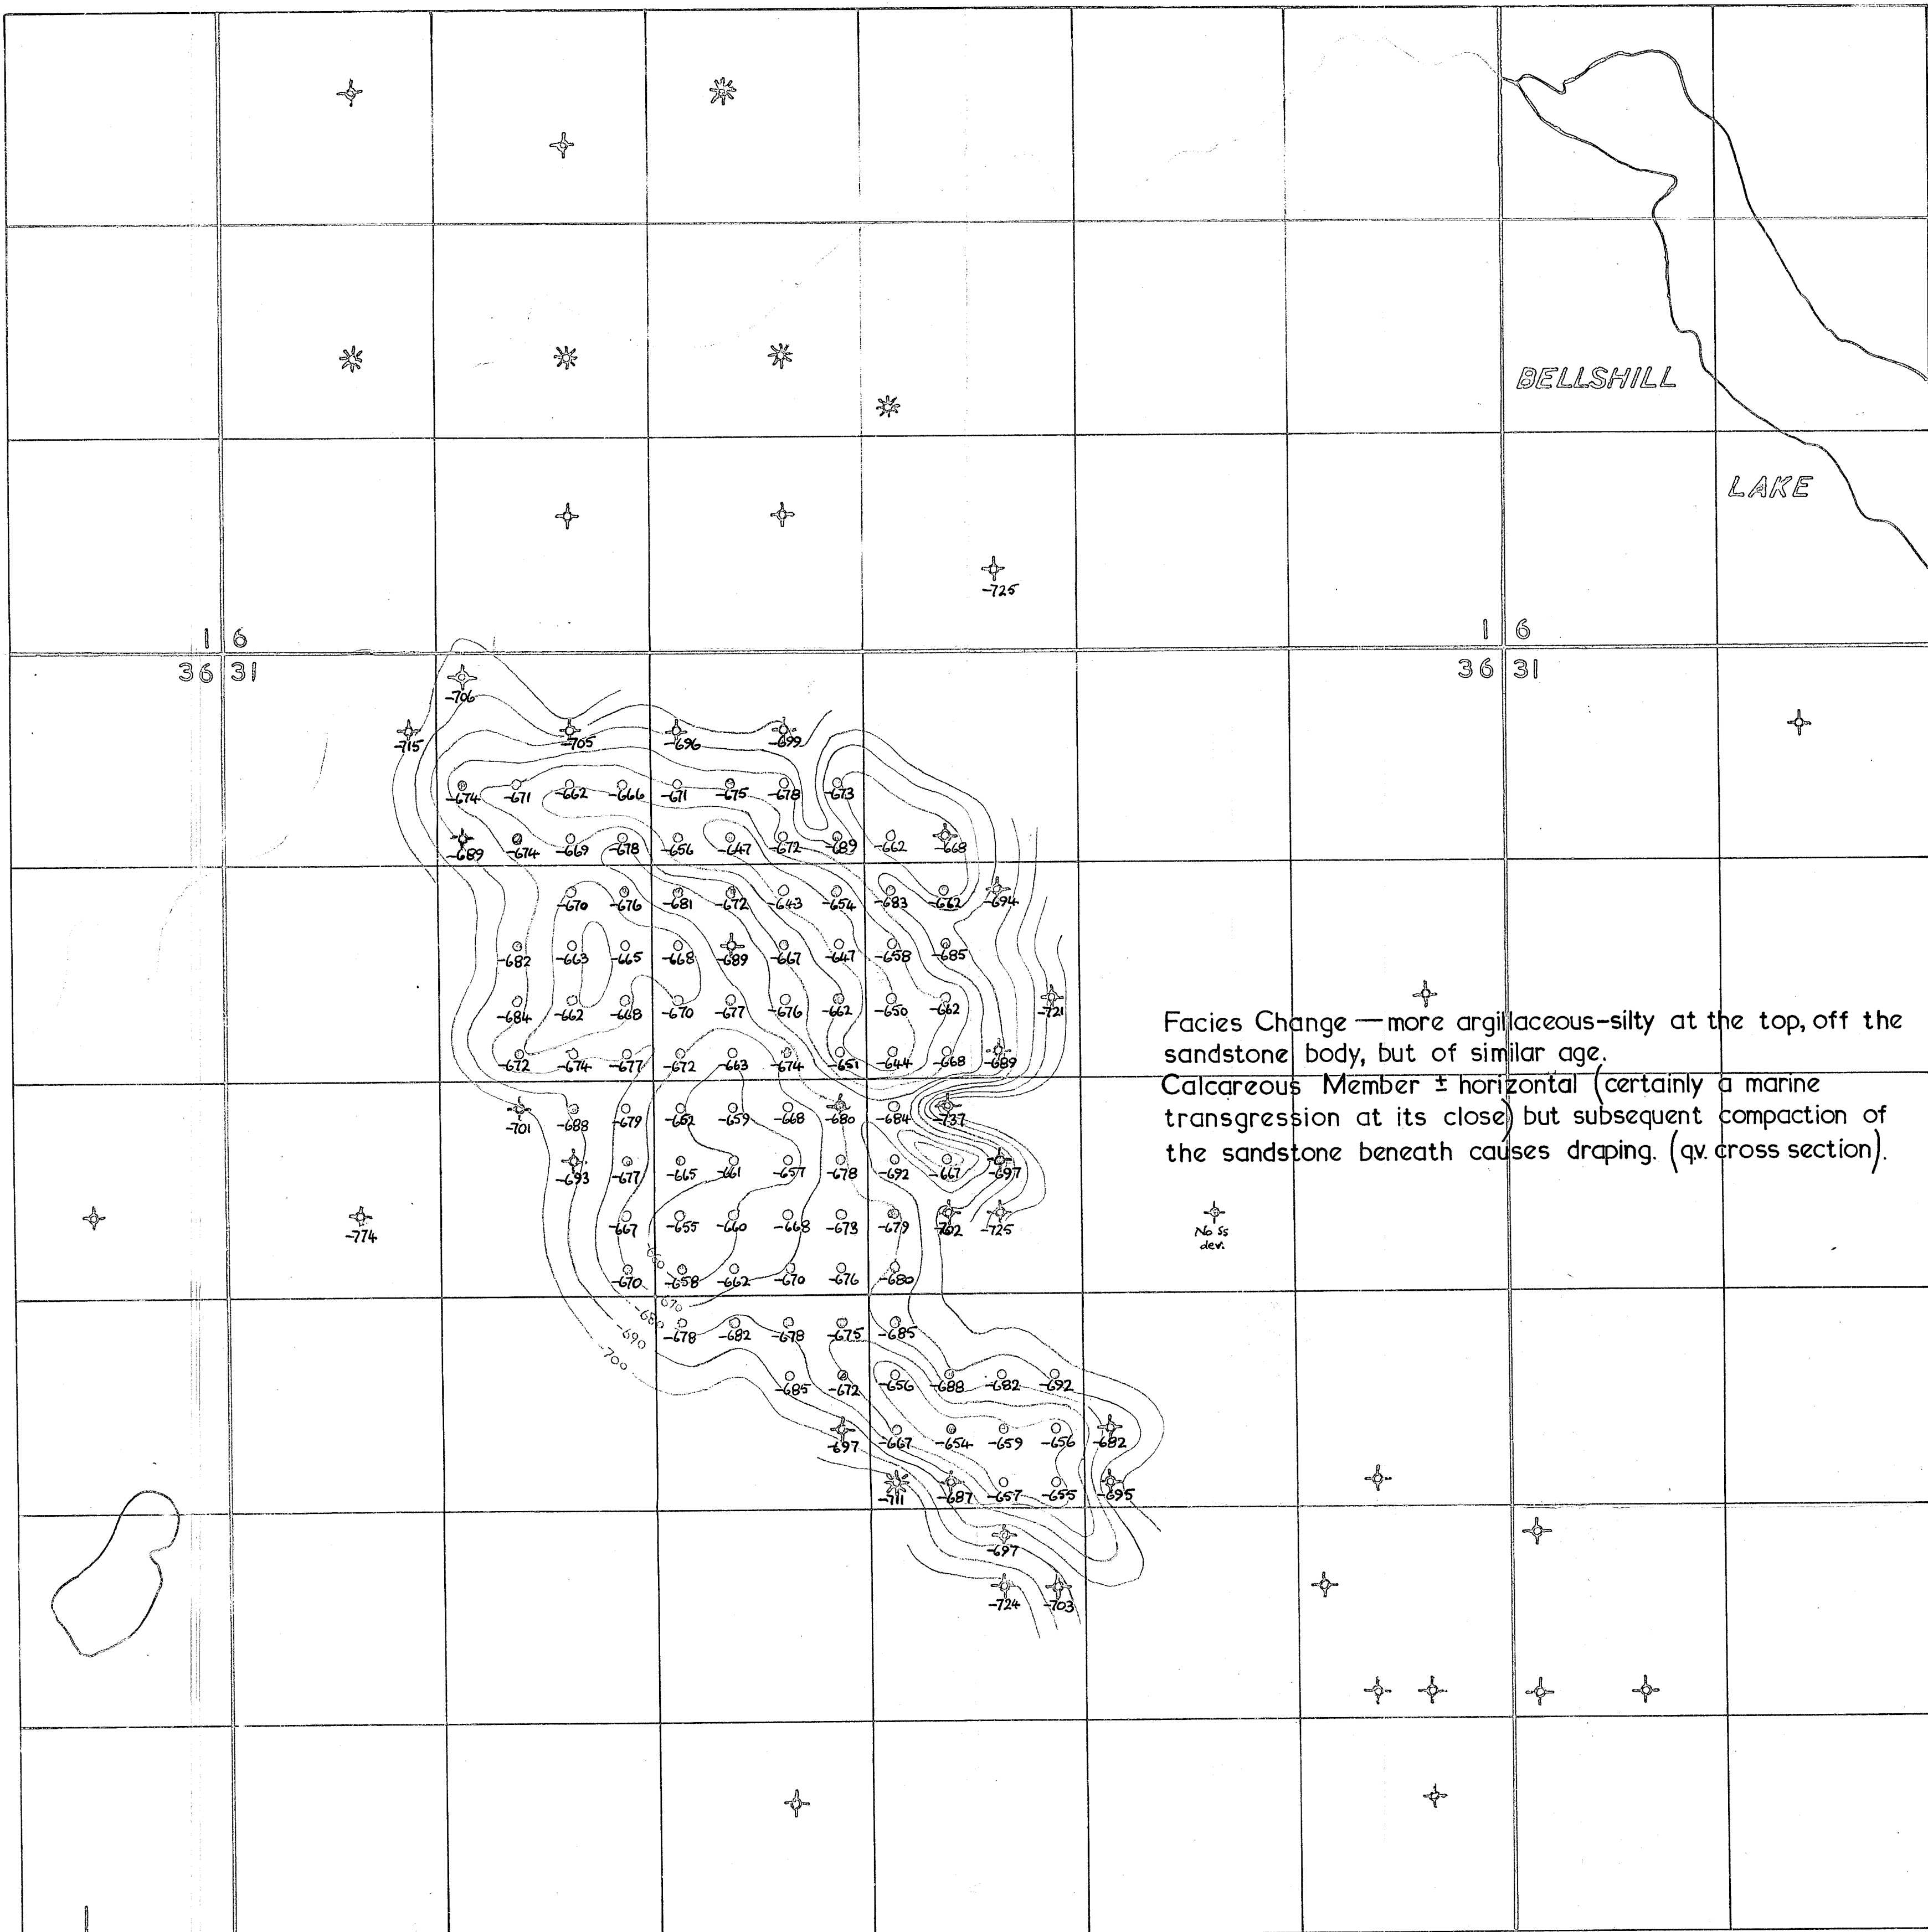 BELLSHILL
LAKE
-725
1 6
1 6
36 31
36 31
-706
-715 -705 -696 -699
-674 -671 -662 -666 -671 -675 -678 -673
-689 -674 -669 -678 -656 -647 -672 -689 -662 -668
-670 -676 -681 -672 -643 -654 -683 -662 -694
-682 -663 -665 -668 -689 -667 -647 -658 -685
-684 -662 -668 -670 -677 -676 -662 -650 -662 -721
Facies Change — more argillaceous-silty at the top, off the
sandstone body, but of similar age.
Calcareous Member ± horizontal (certainly a marine
transgression at its close) but subsequent compaction of
the sandstone beneath causes draping. (qv. cross section).
-672 -674 -677 -672 -663 -674 -651 -644 -668 -689
-701 -688 -679 -662 -659 -668 -680 -684 -737
-693 -677 -665 -661 -657 -678 -692 -667 -697
-774 -667 -655 -660 -668 -673 -679 -702 -725
No Ss
dev.
-660
-670 -658 -662 -670 -676 -680
-670
-680
-690
-700
-678 -682 -678 -675 -685
-685 -672 -656 -688 -682 -692
-697 -667 -654 -659 -656 -682
-711 -687 -657 -655 -695
-697
-724 -703